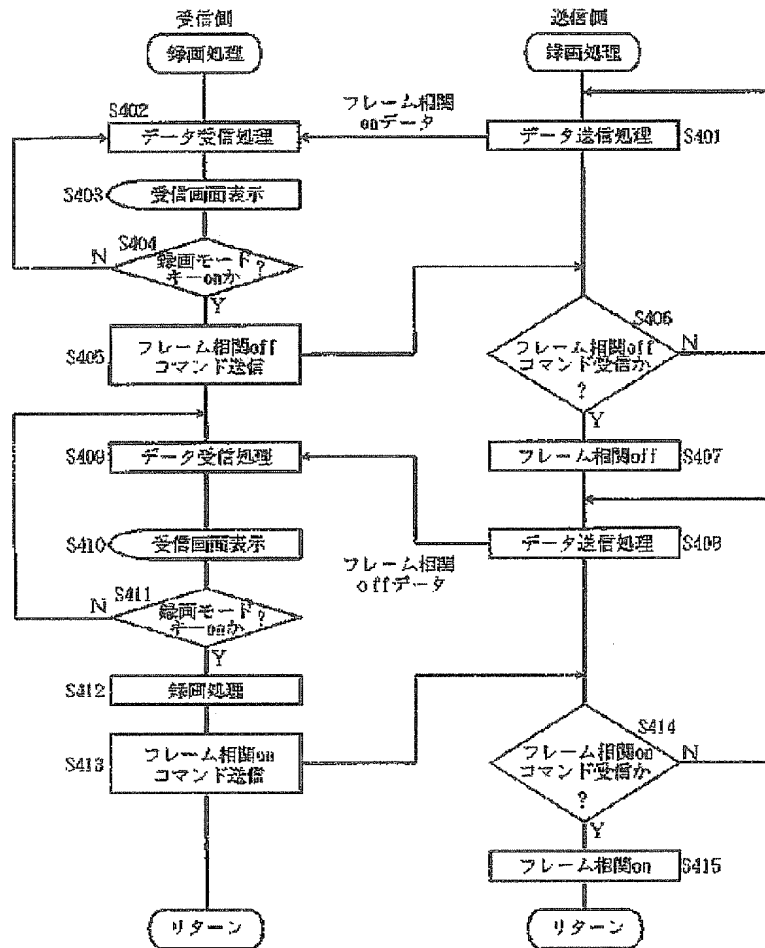 受信側
録画処理
S402
データ受信処理
S403
受信画面表示
S404
録画モード
キーonか
?
N
Y
S405
フレーム相関off
コマンド送信
S409
データ受信処理
S410
受信画面表示
S411
録画モード
キーonか
?
N
Y
S412
録画処理
S413
フレーム相関on
コマンド送信
リターン
フレーム相関
onデータ
フレーム相関
offデータ
送信側
録画処理
データ送信処理
S401
S406
フレーム相関off
コマンド受信か
?
N
Y
フレーム相関off
S407
データ送信処理
S408
S414
フレーム相関on
コマンド受信か
?
N
Y
フレーム相関on
S415
リターン